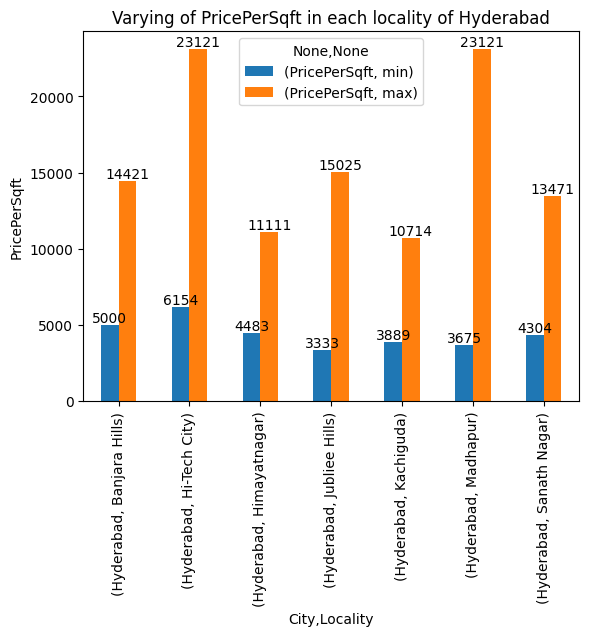 Varying of PricePerSqft in each locality of Hyderabad
None,None
(PricePerSqft, min)
(PricePerSqft, max)
PricePerSqft
20000
15000
10000
5000
0
5000
14421
6154
23121
4483
11111
3333
15025
3889
10714
3675
23121
4304
13471
(Hyderabad, Banjara Hills)
(Hyderabad, Hi-Tech City)
(Hyderabad, Himayatnagar)
(Hyderabad, Jubliee Hills)
(Hyderabad, Kachiguda)
(Hyderabad, Madhapur)
(Hyderabad, Sanath Nagar)
City,Locality